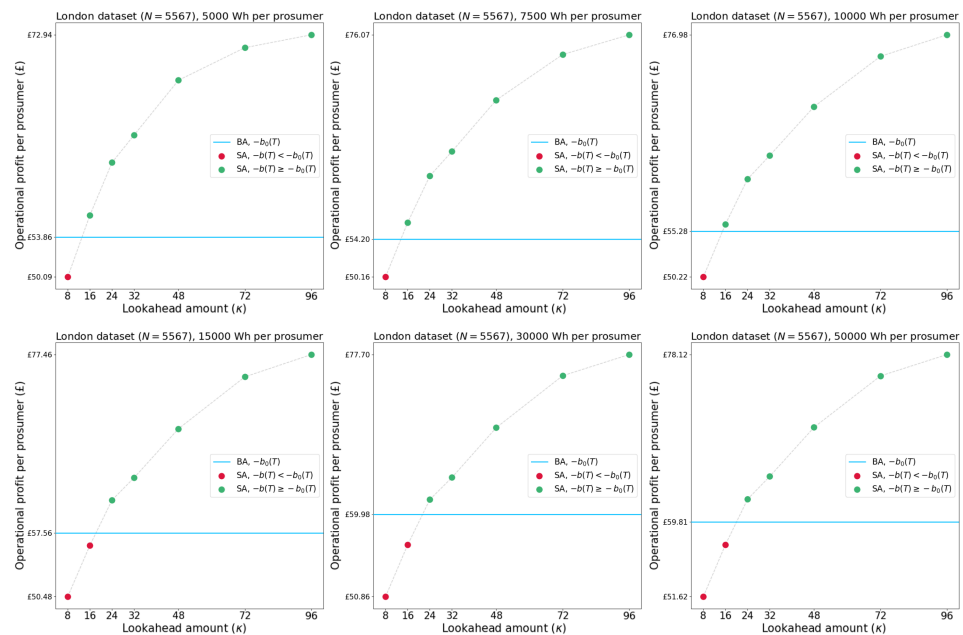 London dataset (N = 5567), 5000 Wh per prosumer
£72.94
£53.86
£50.09
Operational profit per prosumer (£)
BA, −b₀(T)
SA, −b(T) < −b₀(T)
SA, −b(T) ≥ −b₀(T)
8 16 24 32 48 72 96
Lookahead amount (κ)
London dataset (N = 5567), 7500 Wh per prosumer
£76.07
£54.20
£50.16
Operational profit per prosumer (£)
BA, −b₀(T)
SA, −b(T) < −b₀(T)
SA, −b(T) ≥ −b₀(T)
8 16 24 32 48 72 96
Lookahead amount (κ)
London dataset (N = 5567), 10000 Wh per prosumer
£76.98
£55.28
£50.22
Operational profit per prosumer (£)
BA, −b₀(T)
SA, −b(T) < −b₀(T)
SA, −b(T) ≥ −b₀(T)
8 16 24 32 48 72 96
Lookahead amount (κ)
London dataset (N = 5567), 15000 Wh per prosumer
£77.46
£57.56
£50.48
Operational profit per prosumer (£)
BA, −b₀(T)
SA, −b(T) < −b₀(T)
SA, −b(T) ≥ −b₀(T)
8 16 24 32 48 72 96
Lookahead amount (κ)
London dataset (N = 5567), 30000 Wh per prosumer
£77.70
£59.98
£50.86
Operational profit per prosumer (£)
BA, −b₀(T)
SA, −b(T) < −b₀(T)
SA, −b(T) ≥ −b₀(T)
8 16 24 32 48 72 96
Lookahead amount (κ)
London dataset (N = 5567), 50000 Wh per prosumer
£78.12
£59.81
£51.62
Operational profit per prosumer (£)
BA, −b₀(T)
SA, −b(T) < −b₀(T)
SA, −b(T) ≥ −b₀(T)
8 16 24 32 48 72 96
Lookahead amount (κ)